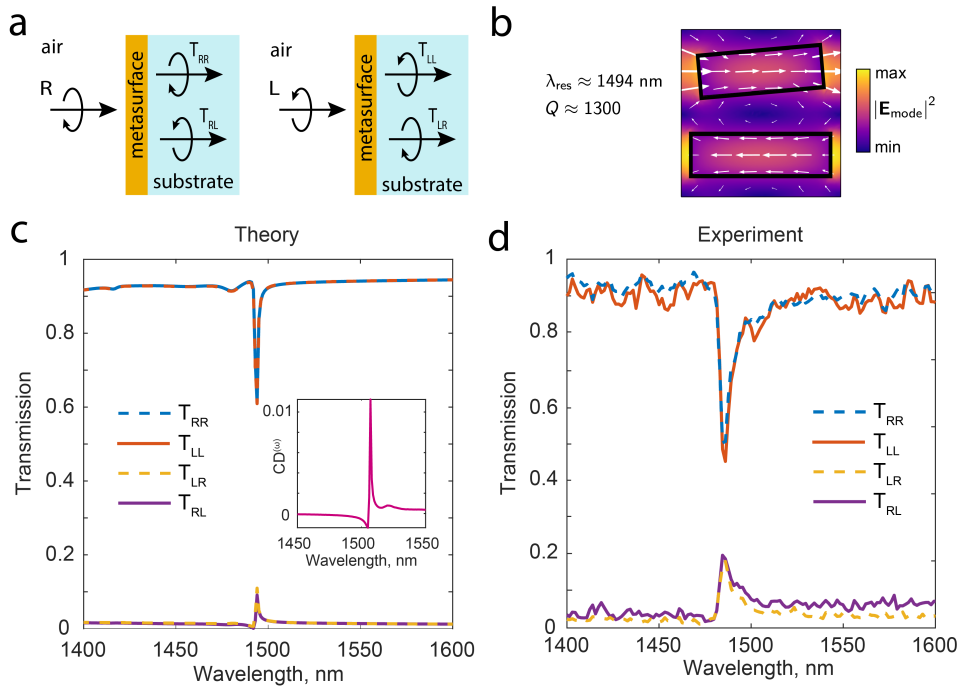 a
air
R
metasurface
T_RR
T_RL
substrate
air
L
metasurface
T_LL
T_LR
substrate
b
λ_res ≈ 1494 nm
Q ≈ 1300
max
|E_mode|^2
min
c
Theory
Transmission
1
0.8
0.6
0.4
0.2
0
T_RR
T_LL
T_LR
T_RL
0.01
0
CD^(ω)
1450 1500 1550
Wavelength, nm
1400 1450 1500 1550 1600
Wavelength, nm
d
Experiment
Transmission
1
0.8
0.6
0.4
0.2
0
T_RR
T_LL
T_LR
T_RL
1400 1450 1500 1550 1600
Wavelength, nm